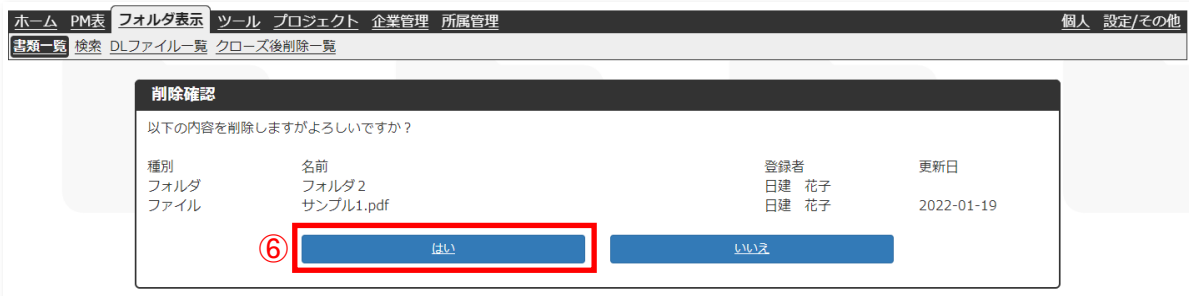 ホーム PM表 フォルダ表示 ツール プロジェクト 企業管理 所属管理 個人 設定/その他
書類一覧 検索 DLファイル一覧 クローズ後削除一覧
削除確認
以下の内容を削除しますがよろしいですか？
種別 名前 登録者 更新日
フォルダ フォルダ2 日建 花子
ファイル サンプル1.pdf 日建 花子 2022-01-19
⑥ はい いいえ